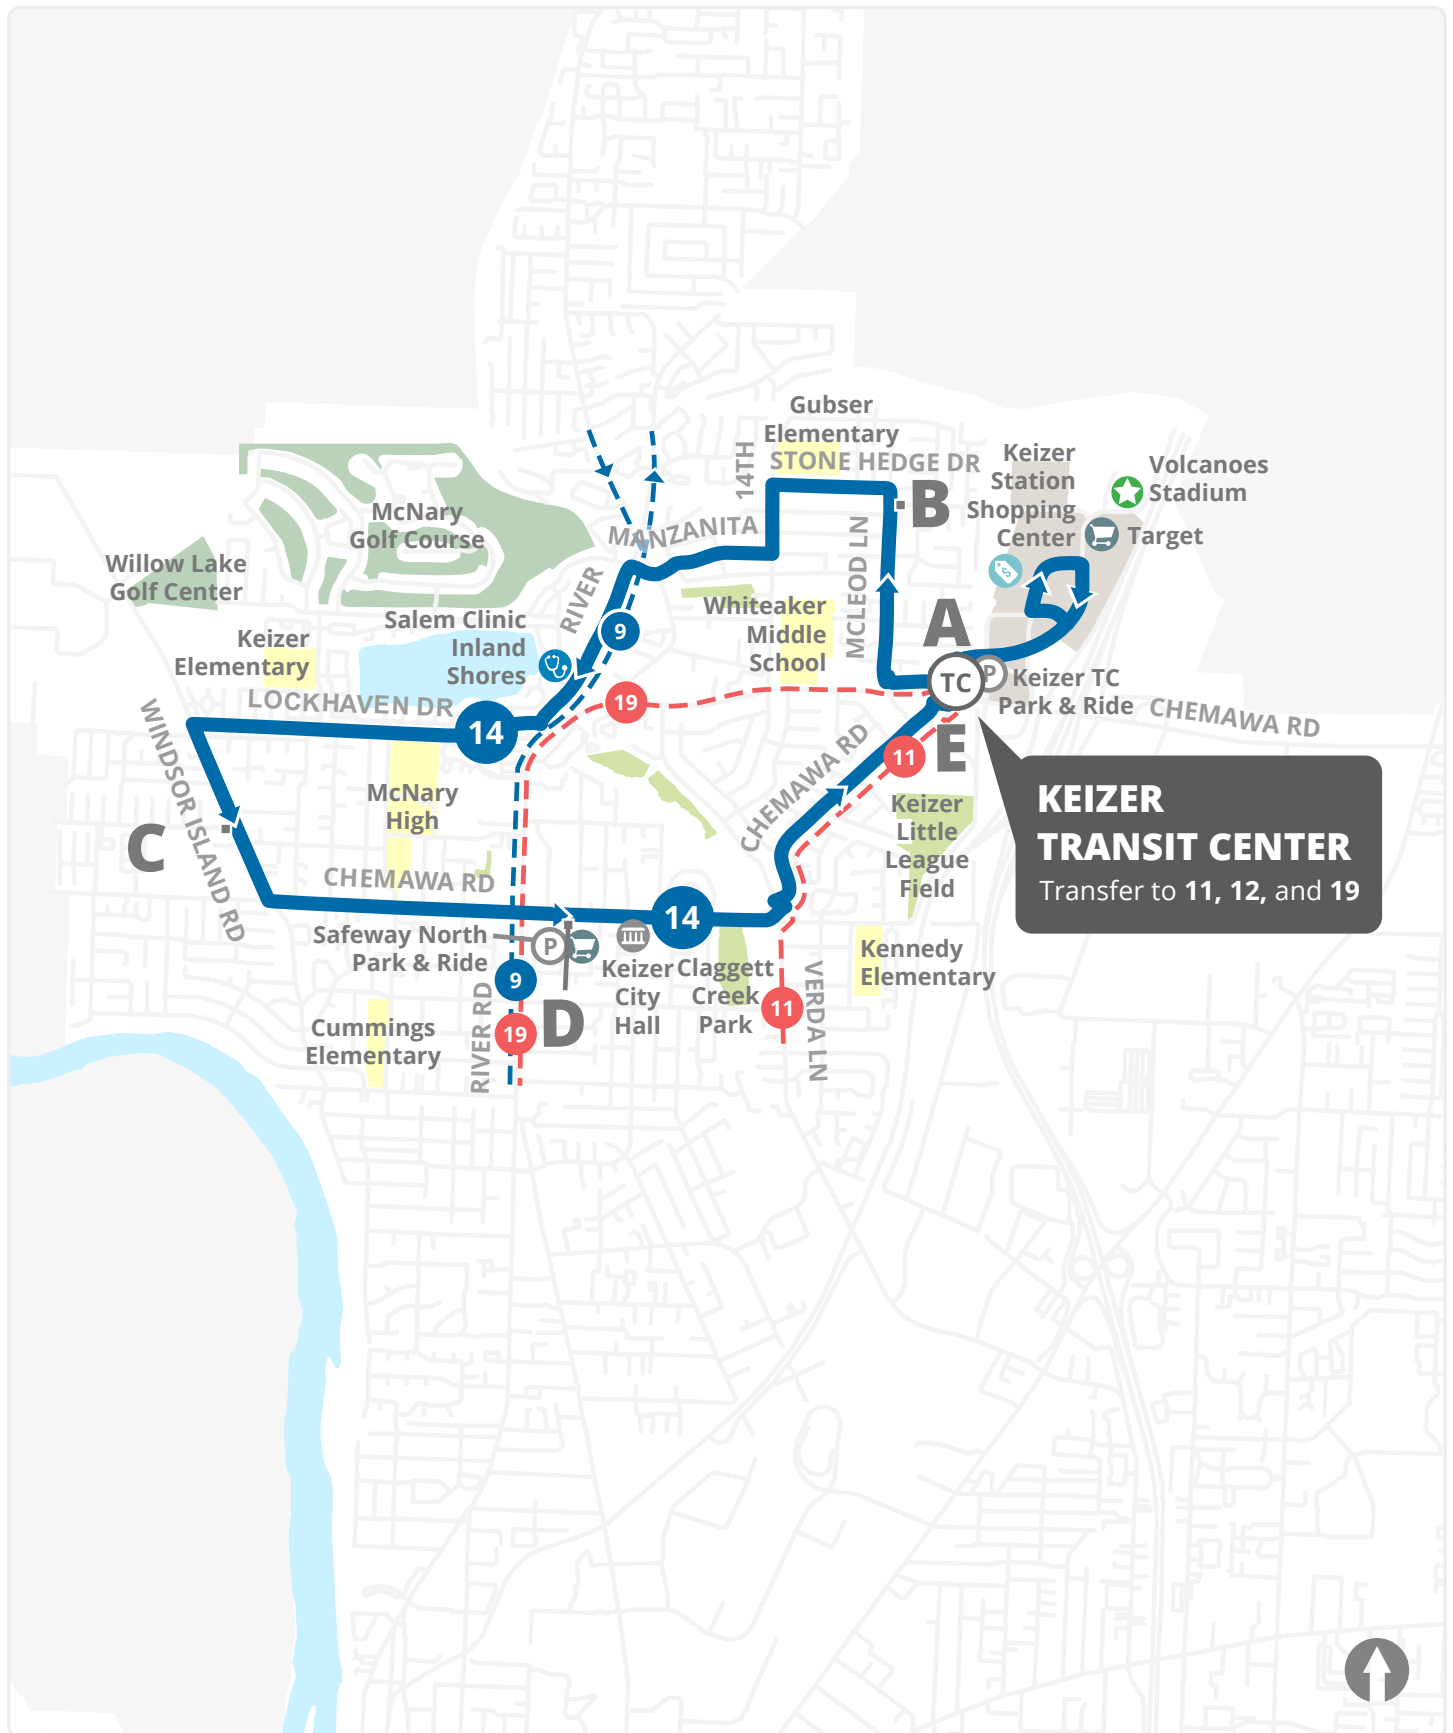 Gubser
Elementary
STONE HEDGE DR
14TH
Keizer
Station
Shopping
Center
Volcanoes
Stadium
Target
B
McNary
Golf Course
MANZANITA
Willow Lake
Golf Center
RIVER
MCLEOD LN
Whiteaker
Middle
School
A
Salem Clinic
Inland
Shores
9
Keizer
Elementary
TC
P
Keizer TC
Park & Ride
19
LOCKHAVEN DR
14
CHEMAWA RD
WINDSOR ISLAND RD
CHEMAWA RD
11
E
KEIZER
TRANSIT CENTER
Transfer to 11, 12, and 19
McNary
High
Keizer
Little
League
Field
C
CHEMAWA RD
14
Safeway North
Park & Ride
P
Keizer
City
Hall
Claggett
Creek
Park
Kennedy
Elementary
9
11
VERDA LN
D
19
RIVER RD
Cummings
Elementary